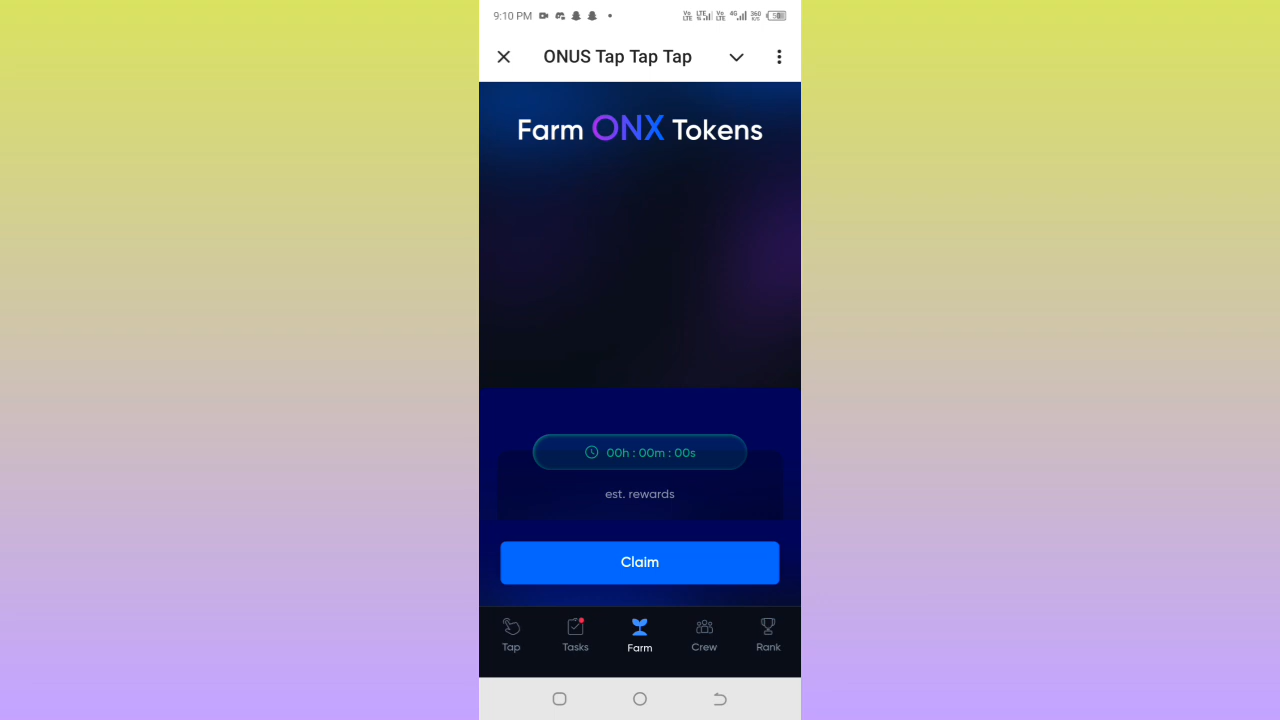 9:10 PM
ONUS Tap Tap Tap
Farm ONX Tokens
00h : 00m : 00s
est. rewards
Claim
Tap
Tasks
Farm
Crew
Rank